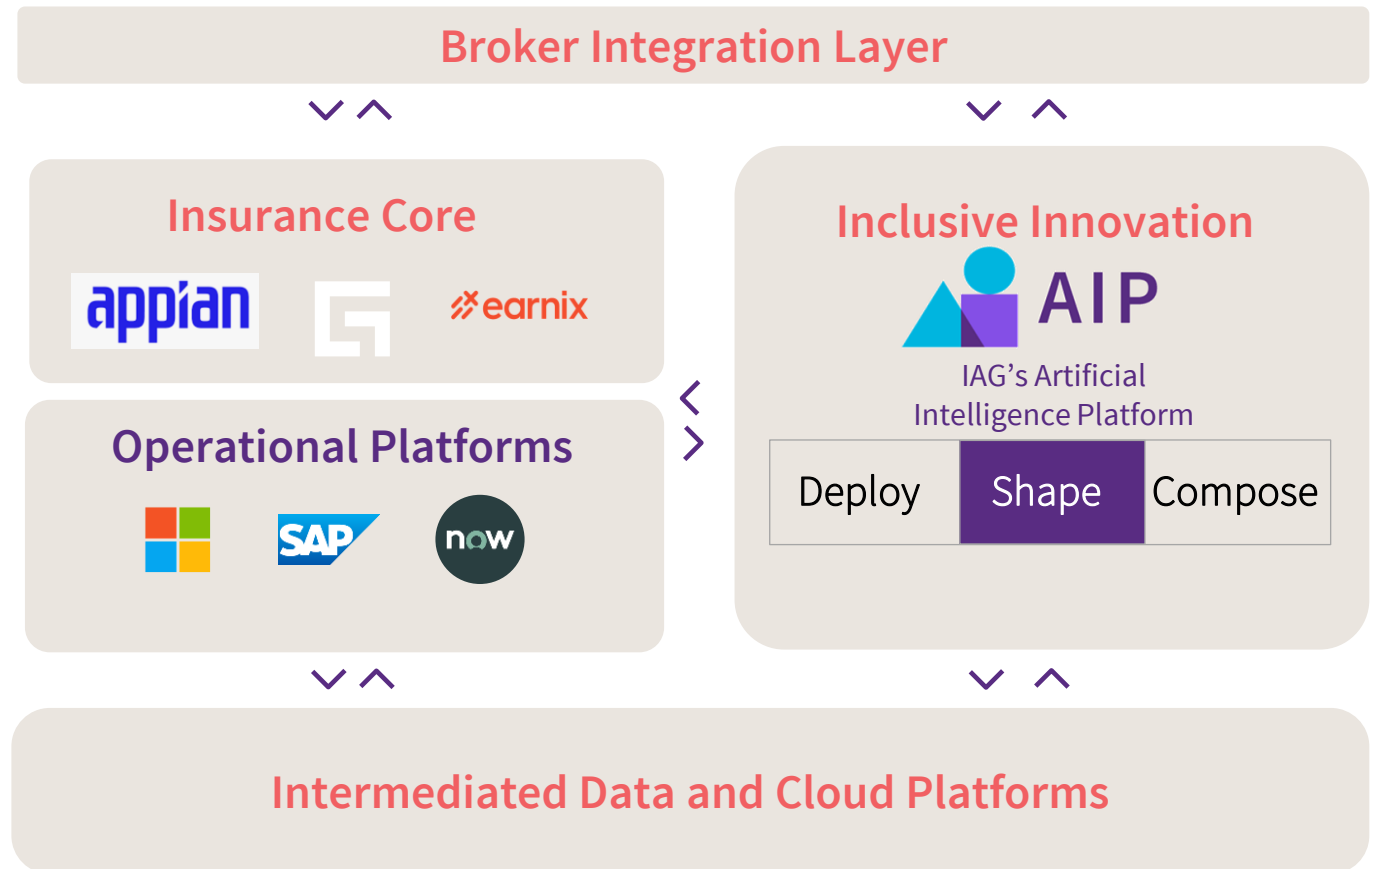 Broker Integration Layer
Insurance Core
appian
earnix
Operational Platforms
SAP
now
Inclusive Innovation
AIP
IAG’s Artificial
Intelligence Platform
Deploy Shape Compose
Intermediated Data and Cloud Platforms